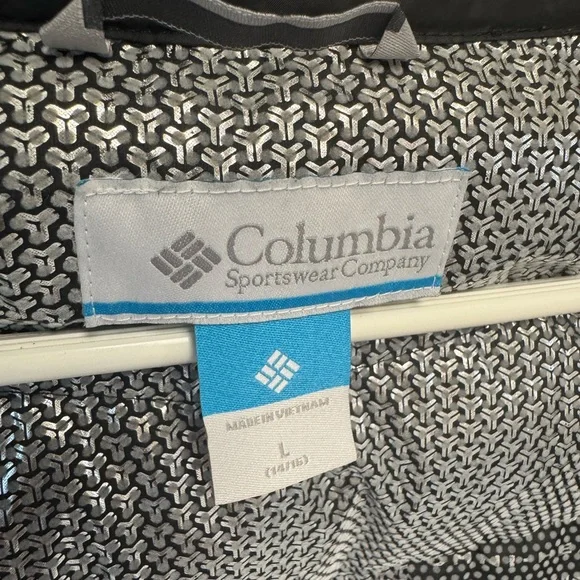 Columbia
Sportswear Company
MADE IN VIETNAM
L
(14/16)